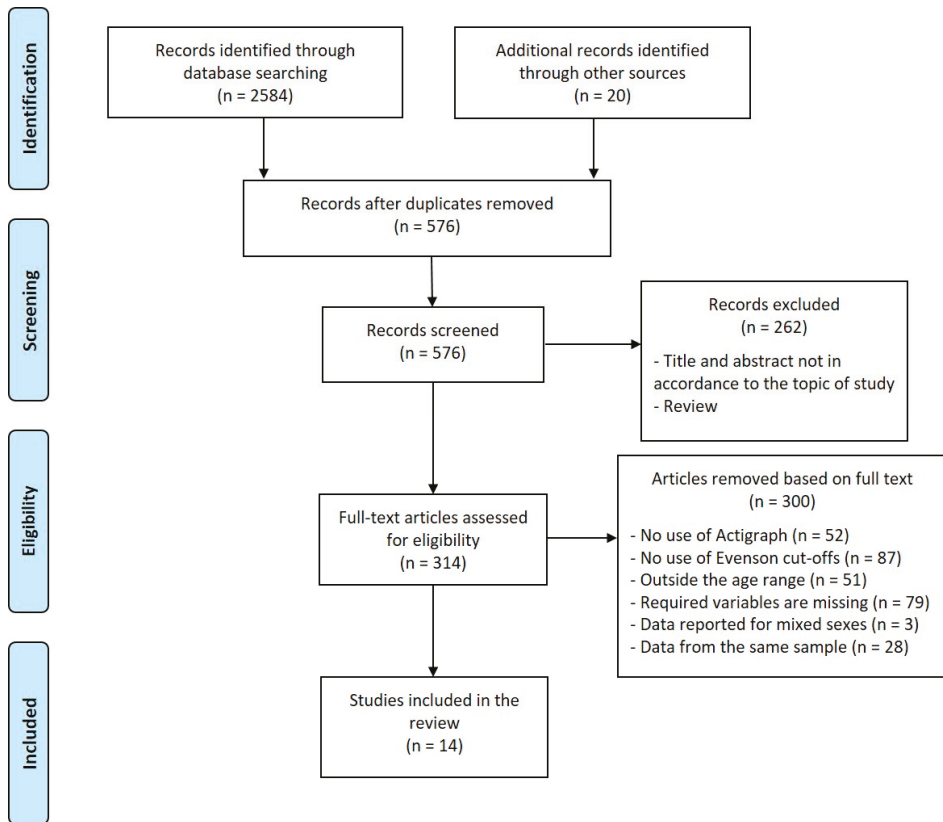 Identification
Records identified through
database searching
(n = 2584)
Additional records identified
through other sources
(n = 20)
Records after duplicates removed
(n = 576)
Screening
Records screened
(n = 576)
Records excluded
(n = 262)
- Title and abstract not in
accordance to the topic of study
- Review
Eligibility
Full-text articles assessed
for eligibility
(n = 314)
Articles removed based on full text
(n = 300)
- No use of Actigraph (n = 52)
- No use of Evenson cut-offs (n = 87)
- Outside the age range (n = 51)
- Required variables are missing (n = 79)
- Data reported for mixed sexes (n = 3)
- Data from the same sample (n = 28)
Included
Studies included in the
review
(n = 14)